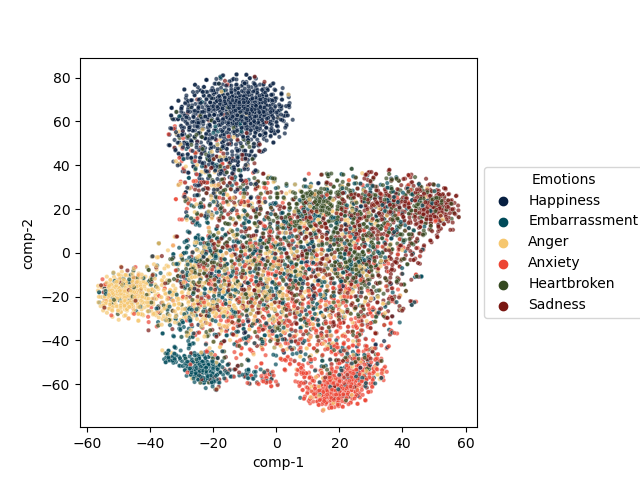 comp-2
80
60
40
20
0
−20
−40
−60
−60 −40 −20 0 20 40 60
comp-1
Emotions
Happiness
Embarrassment
Anger
Anxiety
Heartbroken
Sadness